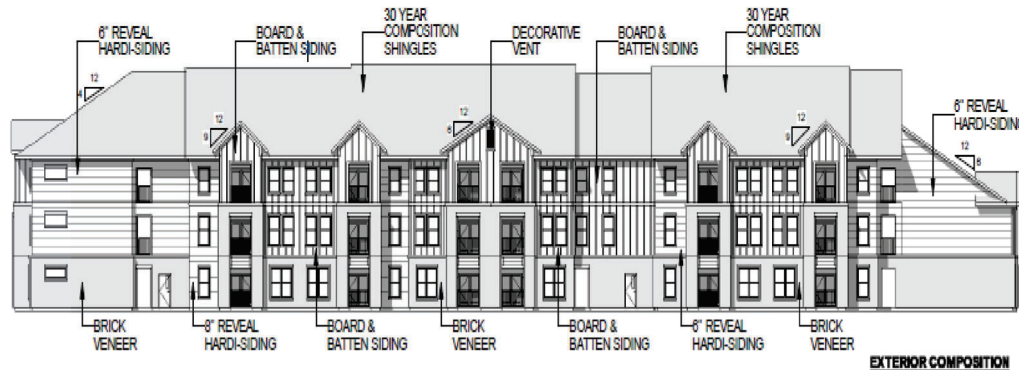 6" REVEAL
HARDI-SIDING
BOARD &
BATTEN SIDING
30 YEAR
COMPOSITION
SHINGLES
DECORATIVE
VENT
BOARD &
BATTEN SIDING
30 YEAR
COMPOSITION
SHINGLES
6" REVEAL
HARDI-SIDING
12
4
12
9
12
6
12
9
12
8
BRICK
VENEER
8" REVEAL
HARDI-SIDING
BOARD &
BATTEN SIDING
BRICK
VENEER
BOARD &
BATTEN SIDING
6" REVEAL
HARDI-SIDING
BRICK
VENEER
EXTERIOR COMPOSITION